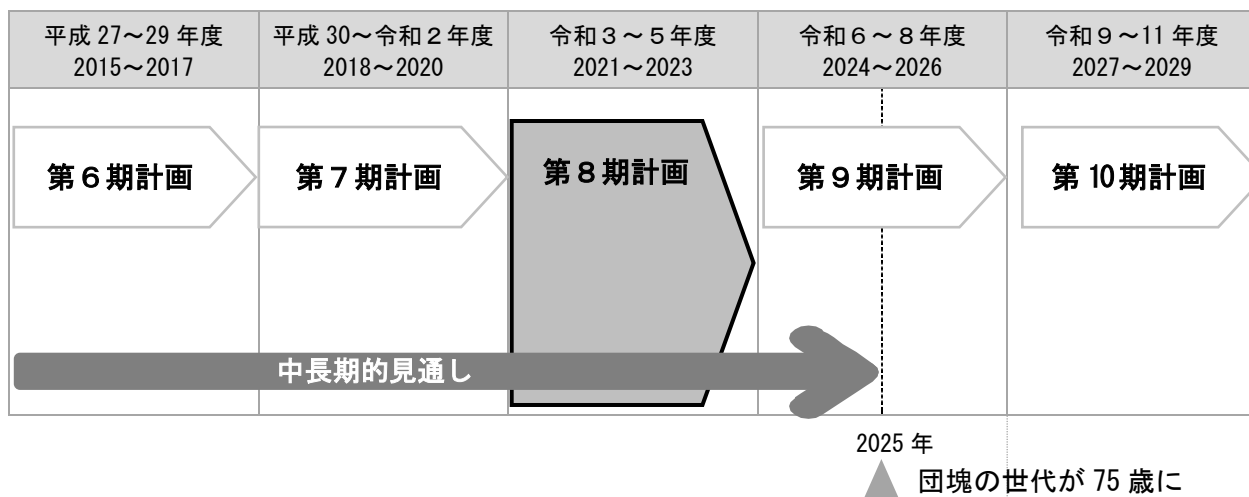 平成 27～29 年度
2015～2017
平成 30～令和２年度
2018～2020
令和３～５年度
2021～2023
令和６～８年度
2024～2026
令和９～11 年度
2027～2029
第６期計画
第７期計画
第８期計画
第９期計画
第 10期計画
中長期的見通し
2025 年
団塊の世代が 75 歳に